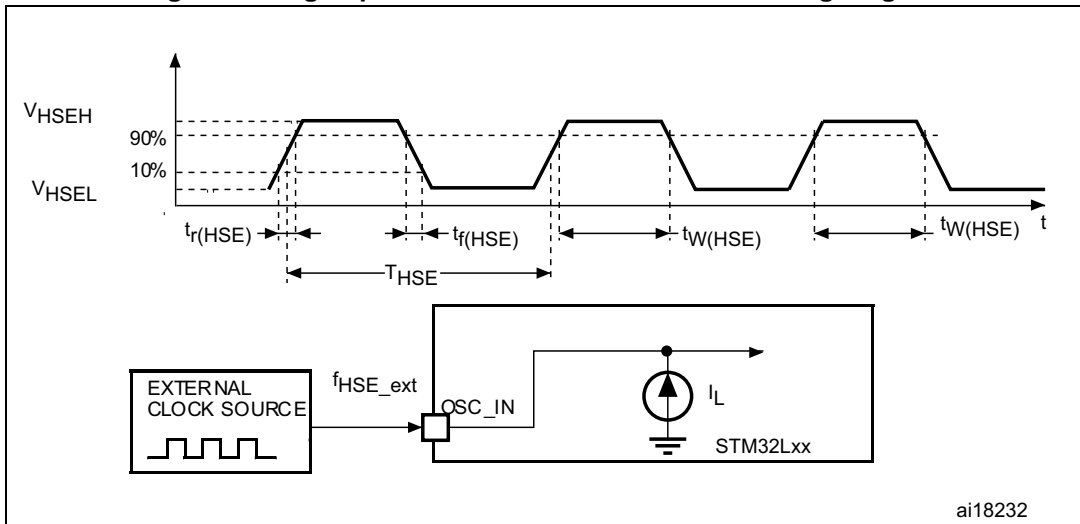 VHSEH
90%
10%
VHSEL
tr(HSE)
tf(HSE)
tW(HSE)
tW(HSE)
t
THSE
EXTERNAL
CLOCK SOURCE
fHSE_ext
OSC_IN
IL
STM32Lxx
ai18232